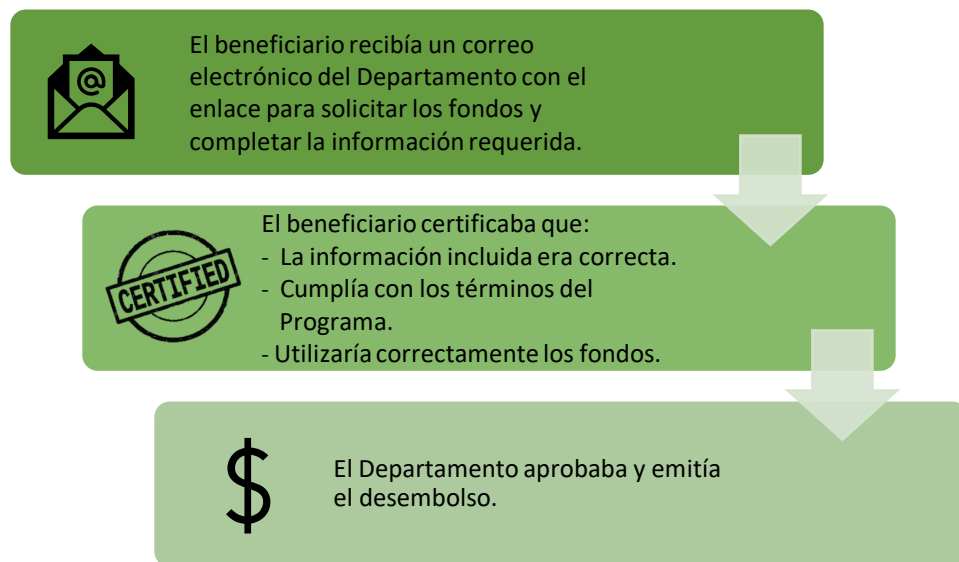 El beneficiario recibía un correo
electrónico del Departamento con el
enlace para solicitar los fondos y
completar la información requerida.
El beneficiario certificaba que:
- La información incluida era correcta.
- Cumplía con los términos del
Programa.
- Utilizaría correctamente los fondos.
CERTIFIED
El Departamento aprobaba y emitía
el desembolso.
$
@